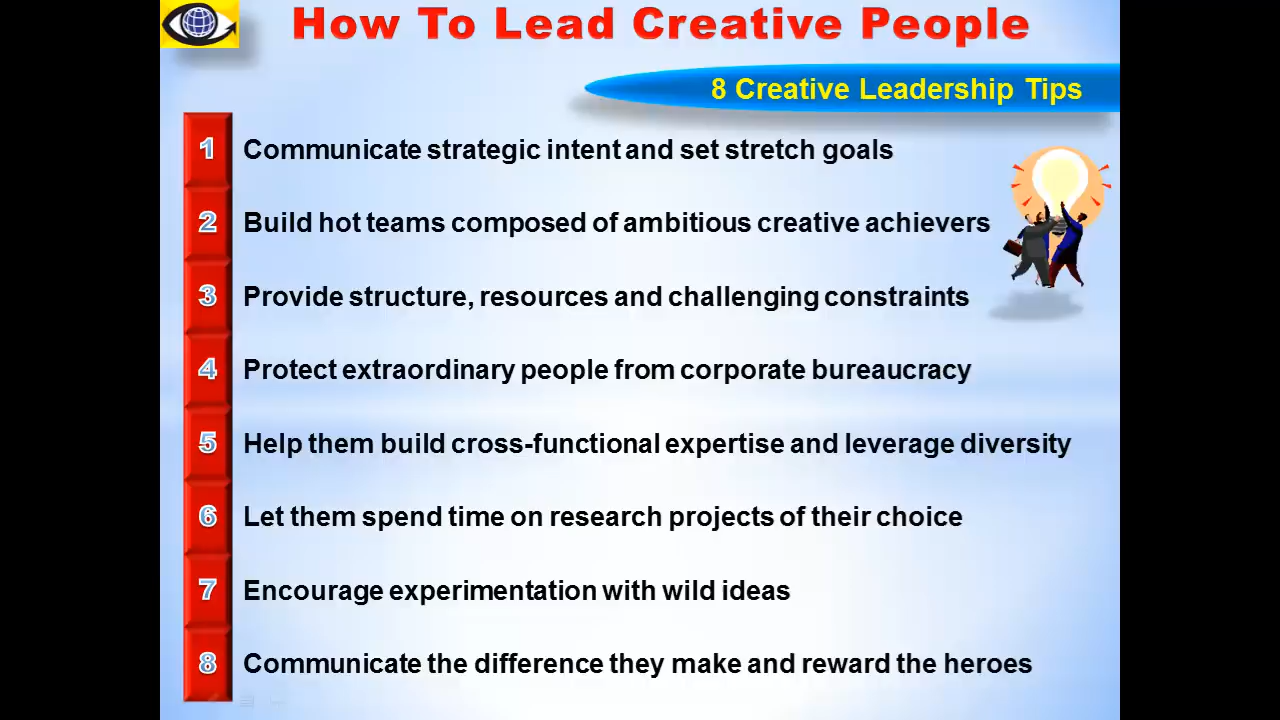 How To Lead Creative People
8 Creative Leadership Tips
1 Communicate strategic intent and set stretch goals
2 Build hot teams composed of ambitious creative achievers
3 Provide structure, resources and challenging constraints
4 Protect extraordinary people from corporate bureaucracy
5 Help them build cross-functional expertise and leverage diversity
6 Let them spend time on research projects of their choice
7 Encourage experimentation with wild ideas
8 Communicate the difference they make and reward the heroes